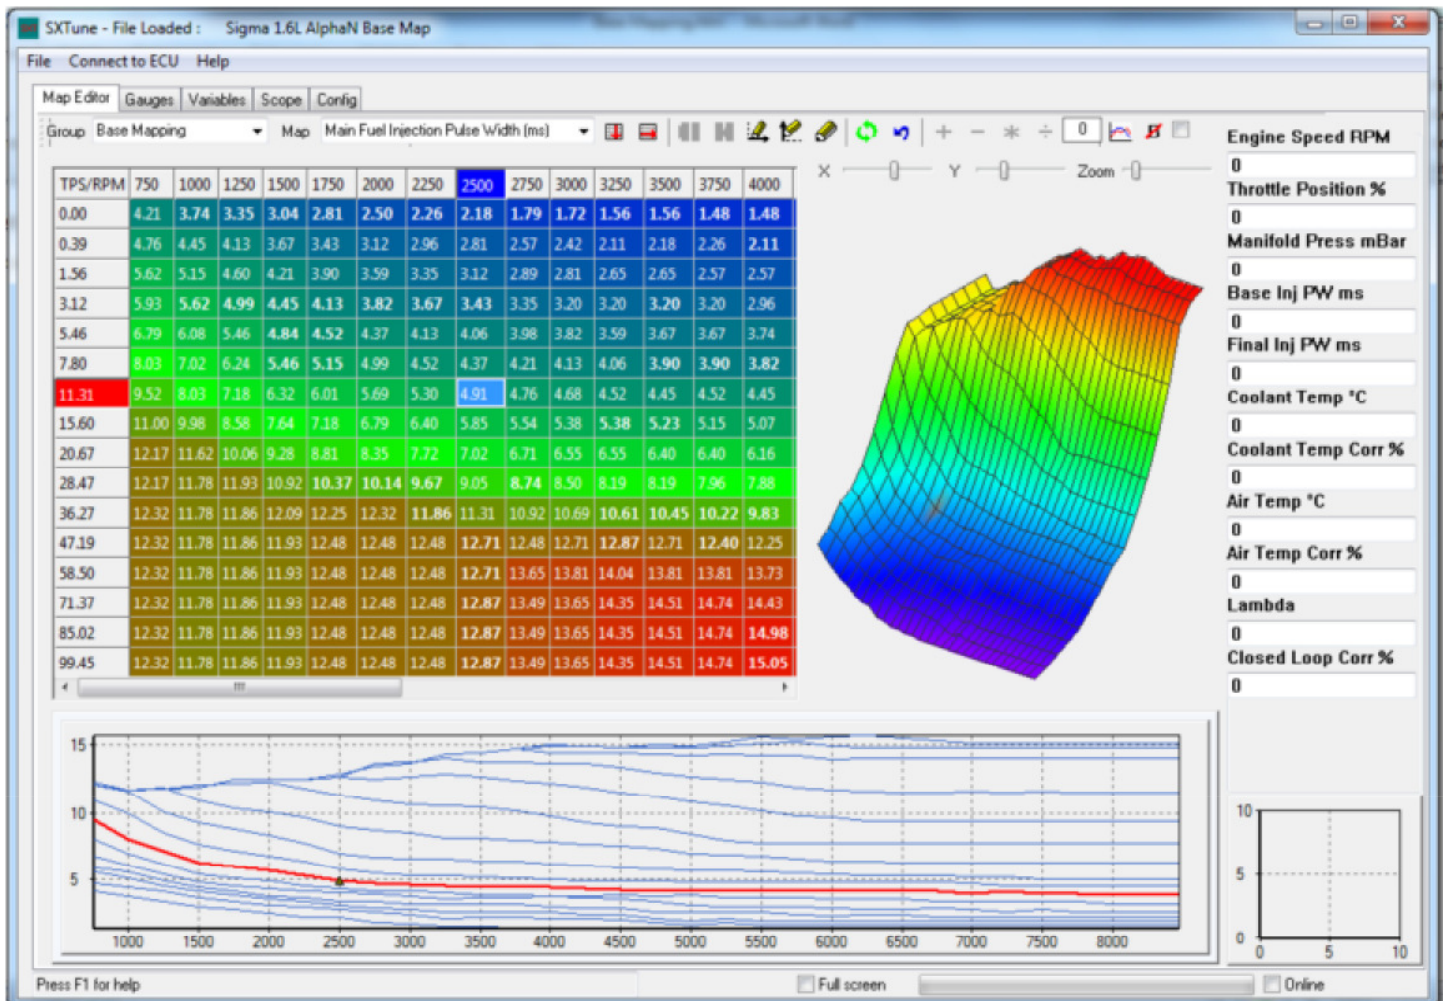 SXTune - File Loaded : Sigma 1.6L AlphaN Base Map
File Connect to ECU Help
Map Editor Gauges Variables Scope Config
Group Base Mapping Map Main Fuel Injection Pulse Width (ms) + - * ÷ 0
X Y Zoom
TPS/RPM 750 1000 1250 1500 1750 2000 2250 2500 2750 3000 3250 3500 3750 4000
0.00 4.21 3.74 3.35 3.04 2.81 2.50 2.26 2.18 1.79 1.72 1.56 1.56 1.48 1.48
0.39 4.76 4.45 4.13 3.67 3.43 3.12 2.96 2.81 2.57 2.42 2.11 2.18 2.26 2.11
1.56 5.62 5.15 4.60 4.21 3.90 3.59 3.35 3.12 2.89 2.81 2.65 2.65 2.57 2.57
3.12 5.93 5.62 4.99 4.45 4.13 3.82 3.67 3.43 3.35 3.20 3.20 3.20 3.20 2.96
5.46 6.79 6.08 5.46 4.84 4.52 4.37 4.13 4.06 3.98 3.82 3.59 3.67 3.67 3.74
7.80 8.03 7.02 6.24 5.46 5.15 4.99 4.52 4.37 4.21 4.13 4.06 3.90 3.90 3.82
11.31 9.52 8.03 7.18 6.32 6.01 5.69 5.30 4.91 4.76 4.68 4.52 4.45 4.52 4.45
15.60 11.00 9.98 8.58 7.64 7.18 6.79 6.40 5.85 5.54 5.38 5.38 5.23 5.15 5.07
20.67 12.17 11.62 10.06 9.28 8.81 8.35 7.72 7.02 6.71 6.55 6.55 6.40 6.40 6.16
28.47 12.17 11.78 11.93 10.92 10.37 10.14 9.67 9.05 8.74 8.50 8.19 8.19 7.96 7.88
36.27 12.32 11.78 11.86 12.09 12.25 12.32 11.86 11.31 10.92 10.69 10.61 10.45 10.22 9.83
47.19 12.32 11.78 11.86 11.93 12.48 12.48 12.48 12.71 12.48 12.71 12.87 12.71 12.40 12.25
58.50 12.32 11.78 11.86 11.93 12.48 12.48 12.48 12.71 13.65 13.81 14.04 13.81 13.81 13.73
71.37 12.32 11.78 11.86 11.93 12.48 12.48 12.48 12.87 13.49 13.65 14.35 14.51 14.74 14.43
85.02 12.32 11.78 11.86 11.93 12.48 12.48 12.48 12.87 13.49 13.65 14.35 14.51 14.74 14.98
99.45 12.32 11.78 11.86 11.93 12.48 12.48 12.48 12.87 13.49 13.65 14.35 14.51 14.74 15.05
Engine Speed RPM
0
Throttle Position %
0
Manifold Press mBar
0
Base Inj PW ms
0
Final Inj PW ms
0
Coolant Temp °C
0
Coolant Temp Corr %
0
Air Temp °C
0
Air Temp Corr %
0
Lambda
0
Closed Loop Corr %
0
15
10
5
1000 1500 2000 2500 3000 3500 4000 4500 5000 5500 6000 6500 7000 7500 8000
10
5
0
0 5 10
Press F1 for help Full screen Online